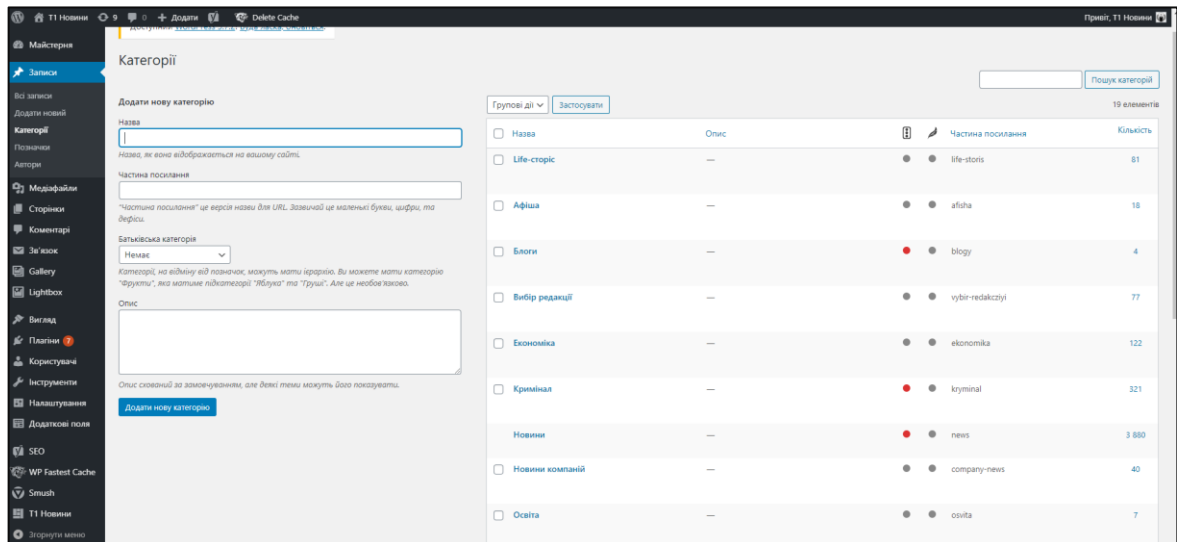 Т1 Новини 9 0 + Додати Delete Cache Привіт, Т1 Новини
Майстерня
Записи
Всі записи
Додати новий
Категорії
Позначки
Автори
Медіафайли
Сторінки
Коментарі
Зв'язок
Gallery
Lightbox
Вигляд
Плагіни 7
Користувачі
Інструменти
Налаштування
Додаткові поля
SEO
WP Fastest Cache
Smush
Т1 Новини
Згорнути меню
Категорії
Пошук категорій
Додати нову категорію
Назва
Назва, як вона відображається на вашому сайті.
Частина посилання
"Частина посилання" це версія назви для URL. Зазвичай це маленькі букви, цифри, та
дефіси.
Батьківська категорія
Немає
Категорії, на відміну від позначок, можуть мати ієрархію. Ви можете мати категорію
"Фрукти", яка матиме підкатегорії "Яблука" та "Груші". Але це необов'язково.
Опис
Опис схований за замовчуванням, але деякі теми можуть його показувати.
Додати нову категорію
Групові дії Застосувати 19 елементів
Назва Опис Частина посилання Кількість
Life-сторіс — life-storis 81
Афіша — afisha 18
Блоги — blogy 4
Вибір редакції — vybir-redakcziyi 77
Економіка — ekonomika 122
Кримінал — kryminal 321
Новини — news 3 880
Новини компаній — company-news 40
Освіта — osvita 7